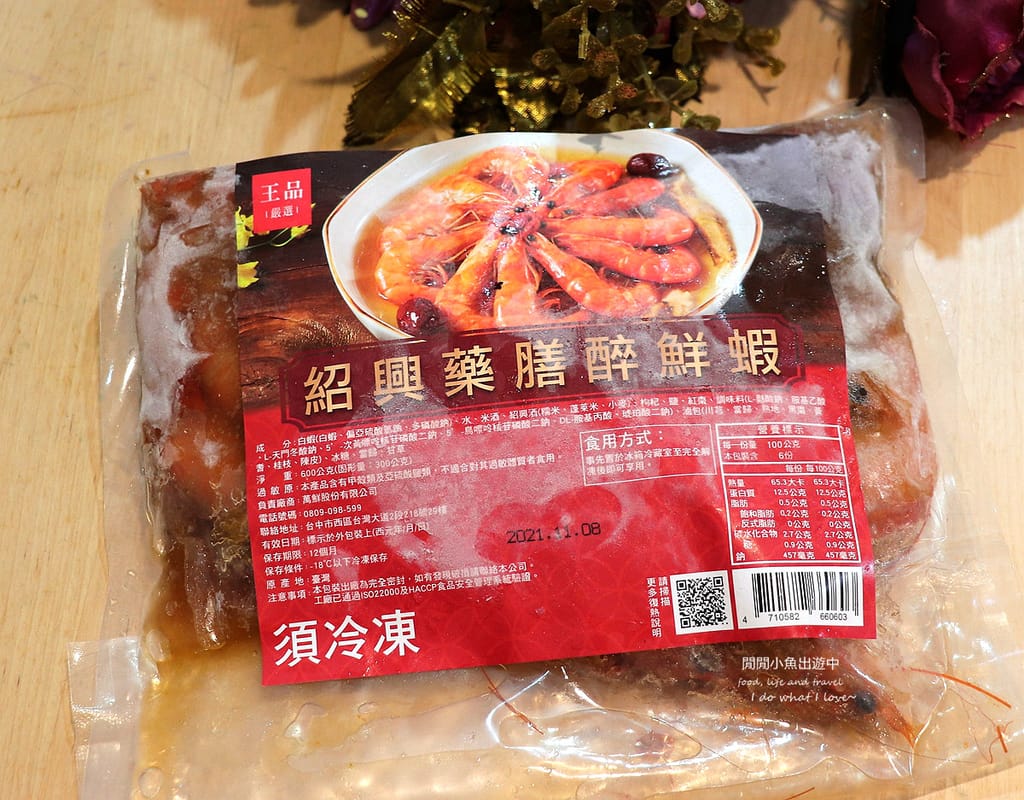 王品
嚴選
紹興藥膳醉鮮蝦
成 分:白蝦(白蝦、偏亞硫酸氫鈉、多磷酸鈉)、水、米酒、紹興酒(糯米、蓬萊米、小麥)、枸杞、鹽、紅棗、調味料(L-麩酸鈉、胺基乙酸
、L-天門冬酸鈉、5'-次黃嘌呤核苷磷酸二鈉、5'-鳥嘌呤核苷磷酸二鈉、DL-胺基丙酸、琥珀酸二鈉)、滷包(川芎、當歸、熟地、黑棗、黃
耆、桂枝、陳皮)、冰糖、當歸、甘草
淨 重:600公克(固形量:300公克)
過 敏 原:本產品含有甲殼類及亞硫酸鹽類,不適合對其過敏體質者食用。
負責廠商:萬鮮股份有限公司
電話號碼:0809-098-599
聯絡地址:台中市西區台灣大道2段218號29樓
有效日期:標示於外包裝上(西元年/月/日)
保存期限:12個月
保存條件:-18℃以下冷凍保存
原 產 地:臺灣
注意事項:本包裝出廠為完全密封,如有發現破損請聯絡本公司。
工廠已通過ISO22000及HACCP食品安全管理系統驗證。
食用方式:
事先置於冰箱冷藏室至完全解
凍後即可享用。
營養標示
每一份量 100公克
本包裝含 6份
每份 每100公克
熱量 65.3大卡 65.3大卡
蛋白質 12.5公克 12.5公克
脂肪 0.5公克 0.5公克
飽和脂肪 0.2公克 0.2公克
反式脂肪 0公克 0公克
碳水化合物 2.7公克 2.7公克
糖 0.9公克 0.9公克
鈉 457毫克 457毫克
2021.11.08
須冷凍
請掃描
更多復熱說明
4 710582 660603
閒閒小魚出遊中
food, life and travel
I do what I love~